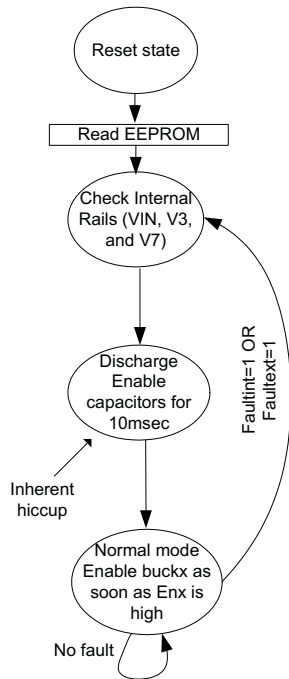 Reset state
Read EEPROM
Check Internal
Rails (VIN, V3,
and V7)
Faultint=1 OR
Faultext=1
Discharge
Enable
capacitors for
10msec
Inherent
hiccup
Normal mode
Enable buckx as
soon as Enx is
high
No fault